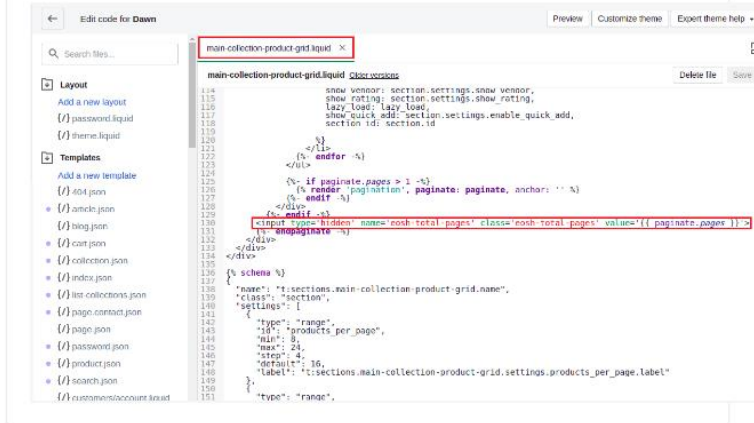 Edit code for Dawn
Preview
Customize theme
Expert theme help
Search files...
Layout
Add a new layout
{/} password.liquid
{/} theme.liquid
Templates
Add a new template
{/} 404.json
{/} article.json
{/} blog.json
{/} cart.json
{/} collection.json
{/} index.json
{/} list-collections.json
{/} page.contact.json
{/} page.json
{/} password.json
{/} product.json
{/} search.json
{/} customers/account.liquid
main-collection-product-grid.liquid ×
main-collection-product-grid.liquid Older versions
Delete file
Save
114 show_vendor: section.settings.show_vendor,
115 show_rating: section.settings.show_rating,
116 lazy_load: lazy_load,
117 show_quick_add: section.settings.enable_quick_add,
118 section_id: section.id
119
120 %}
121 </li>
122 {%- endfor -%}
123 </ul>
124
125 {%- if paginate.pages > 1 -%}
126 {% render 'pagination', paginate: paginate, anchor: '' %}
127 {%- endif -%}
128 </div>
129 {%- endif -%}
130 <input type='hidden' name='eosh-total-pages' class='eosh-total-pages' value='{{ paginate.pages }}'>
131 {%- endpaginate -%}
132 </div>
133 </div>
134 </div>
135
136 {% schema %}
137 {
138 "name": "t:sections.main-collection-product-grid.name",
139 "class": "section",
140 "settings": [
141 {
142 "type": "range",
143 "id": "products_per_page",
144 "min": 8,
145 "max": 24,
146 "step": 4,
147 "default": 16,
148 "label": "t:sections.main-collection-product-grid.settings.products_per_page.label"
149 },
150 {
151 "type": "range",